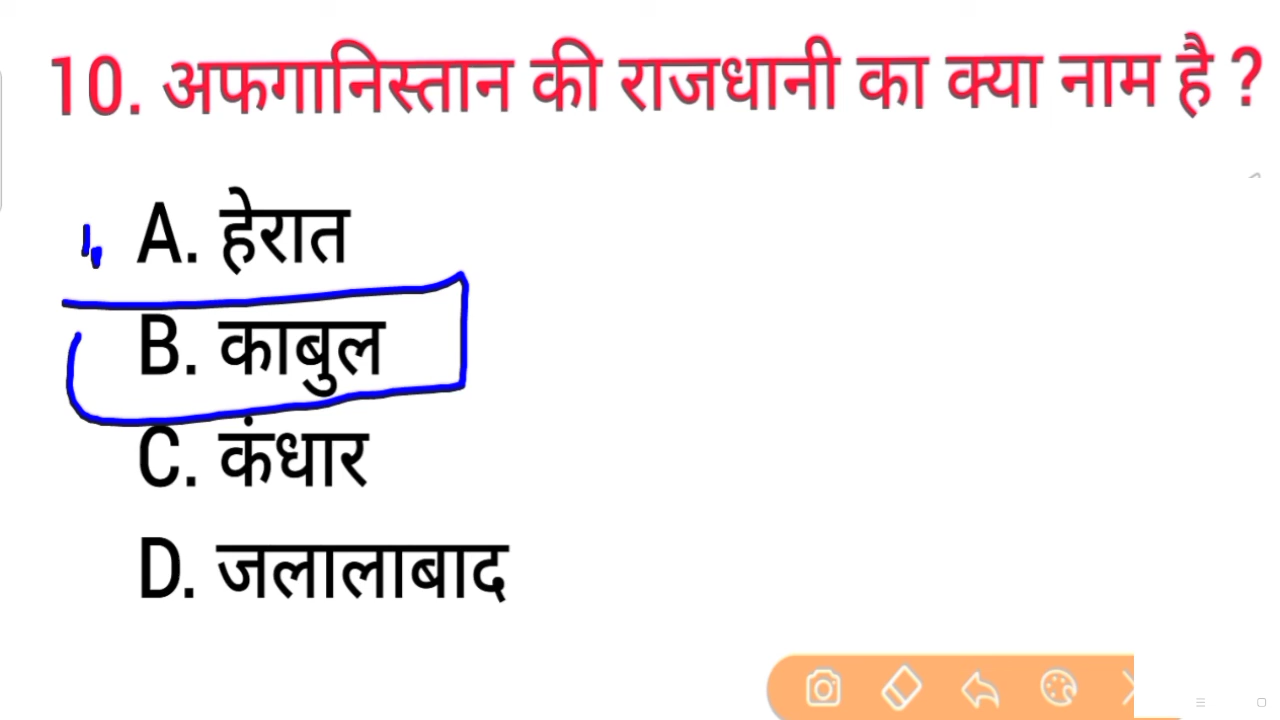 10. अफगानिस्तान की राजधानी का क्या नाम है ?
A. हेरात
B. काबुल
C. कंधार
D. जलालाबाद